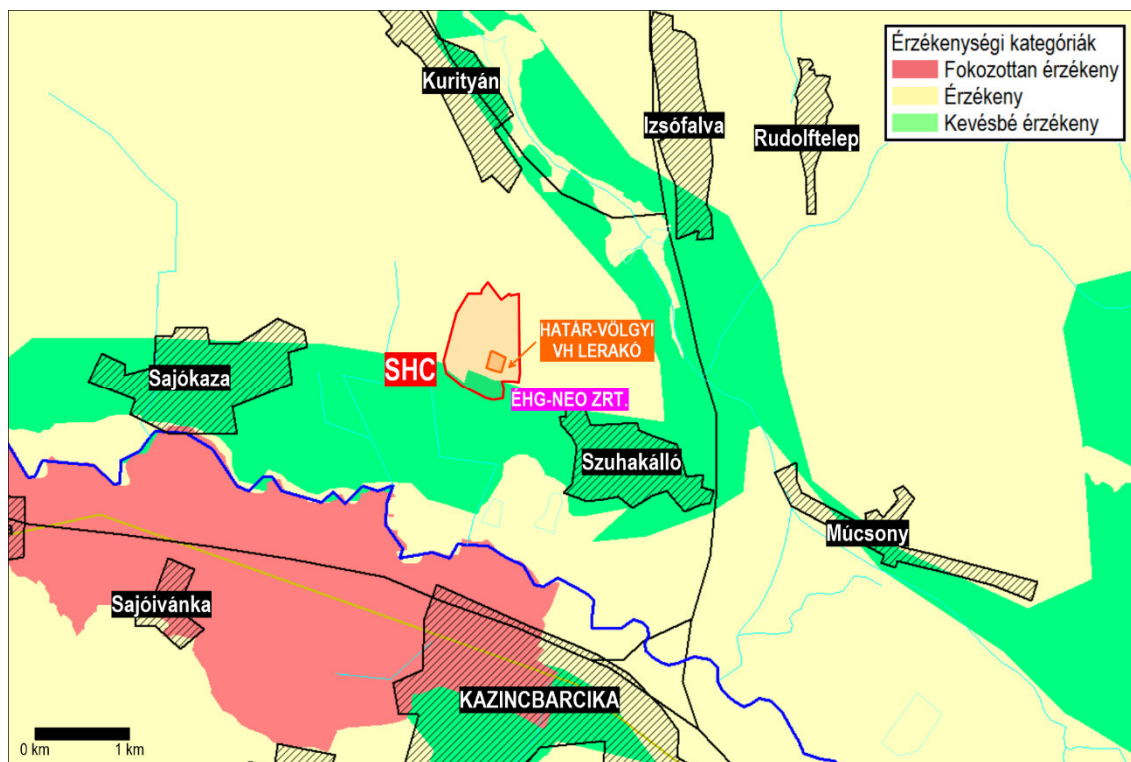 Érzékenységi kategóriák
Fokozottan érzékeny
Érzékeny
Kevésbé érzékeny
Kurityán
Izsófalva
Rudolftelep
HATÁR-VÖLGYI
VH LERAKÓ
SHC
Sajókaza
ÉHG-NEO ZRT.
Szuhakálló
Múcsony
Sajóivánka
KAZINCBARCIKA
0 km
1 km